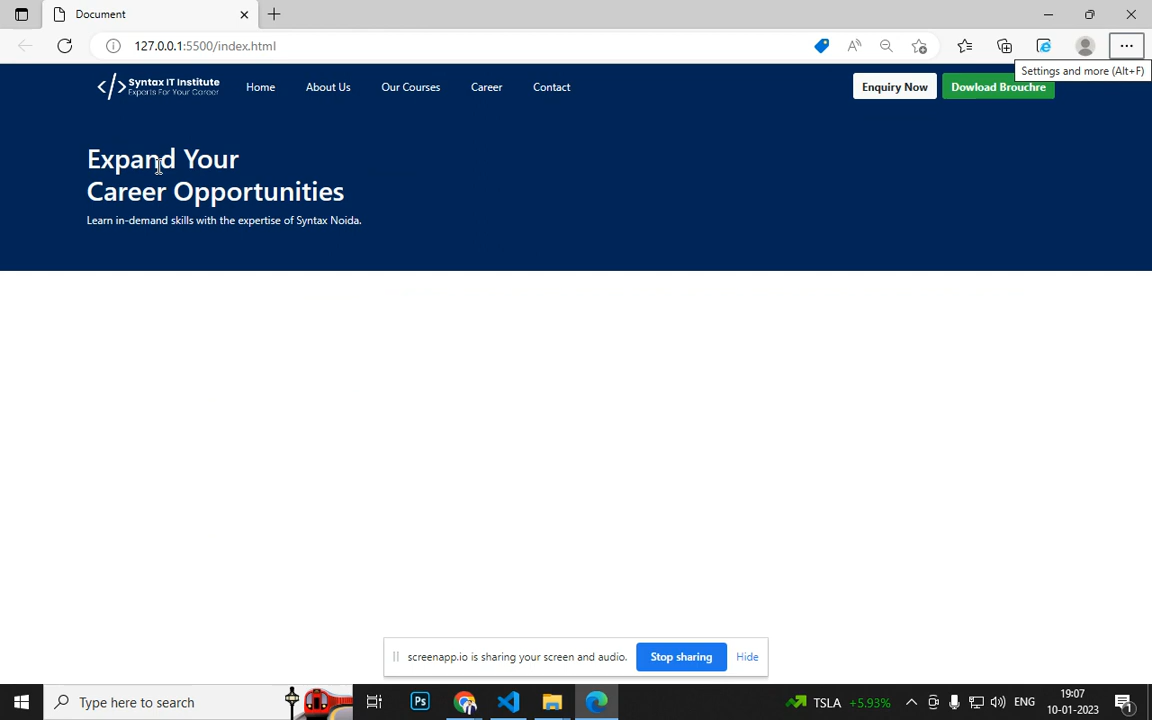 Document
127.0.0.1:5500/index.html
Settings and more (Alt+F)
Syntax IT Institute
Experts For Your Career
Home
About Us
Our Courses
Career
Contact
Enquiry Now
Dowload Brouchre
Expand Your
Career Opportunities
Learn in-demand skills with the expertise of Syntax Noida.
screenapp.io is sharing your screen and audio.
Stop sharing
Hide
Type here to search
Ps
TSLA +5.93%
ENG
19:07
10-01-2023
1